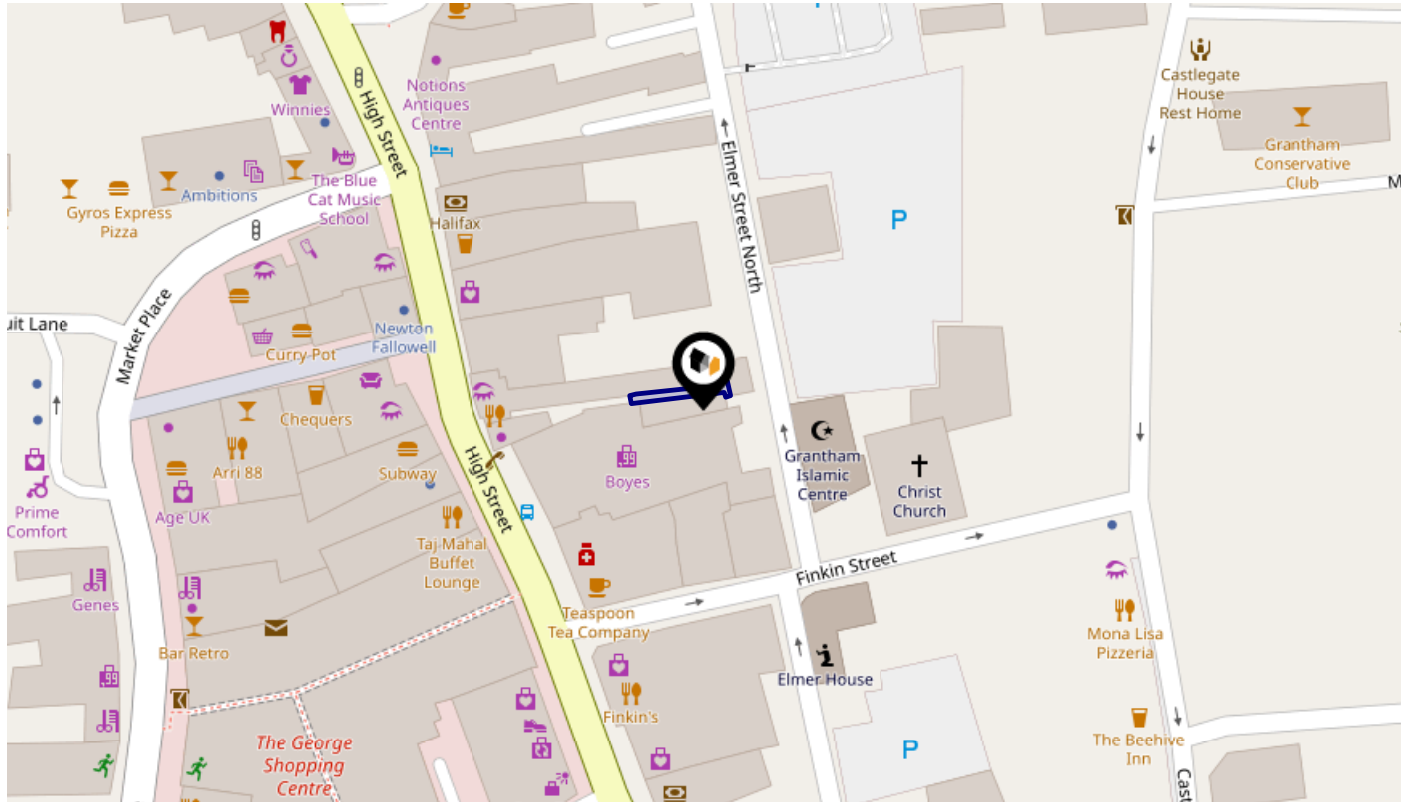 Winnies
High Street
Notions
Antiques
Centre
Castlegate
House
Rest Home
Grantham
Conservative
Club
Ambitions
The Blue
Cat Music
School
Gyros Express
Pizza
Halifax
Elmer Street North
P
M
uit Lane
Market Place
Newton
Fallowell
Curry Pot
Chequers
Arri 88
Subway
Age UK
Prime
Comfort
High Street
99
Boyes
Grantham
Islamic
Centre
Christ
Church
Taj Mahal
Buffet
Lounge
Genes
Finkin Street
Teaspoon
Tea Company
Bar Retro
99
Elmer House
Mona Lisa
Pizzeria
Finkin's
The George
Shopping
Centre
P
The Beehive
Inn
Cast